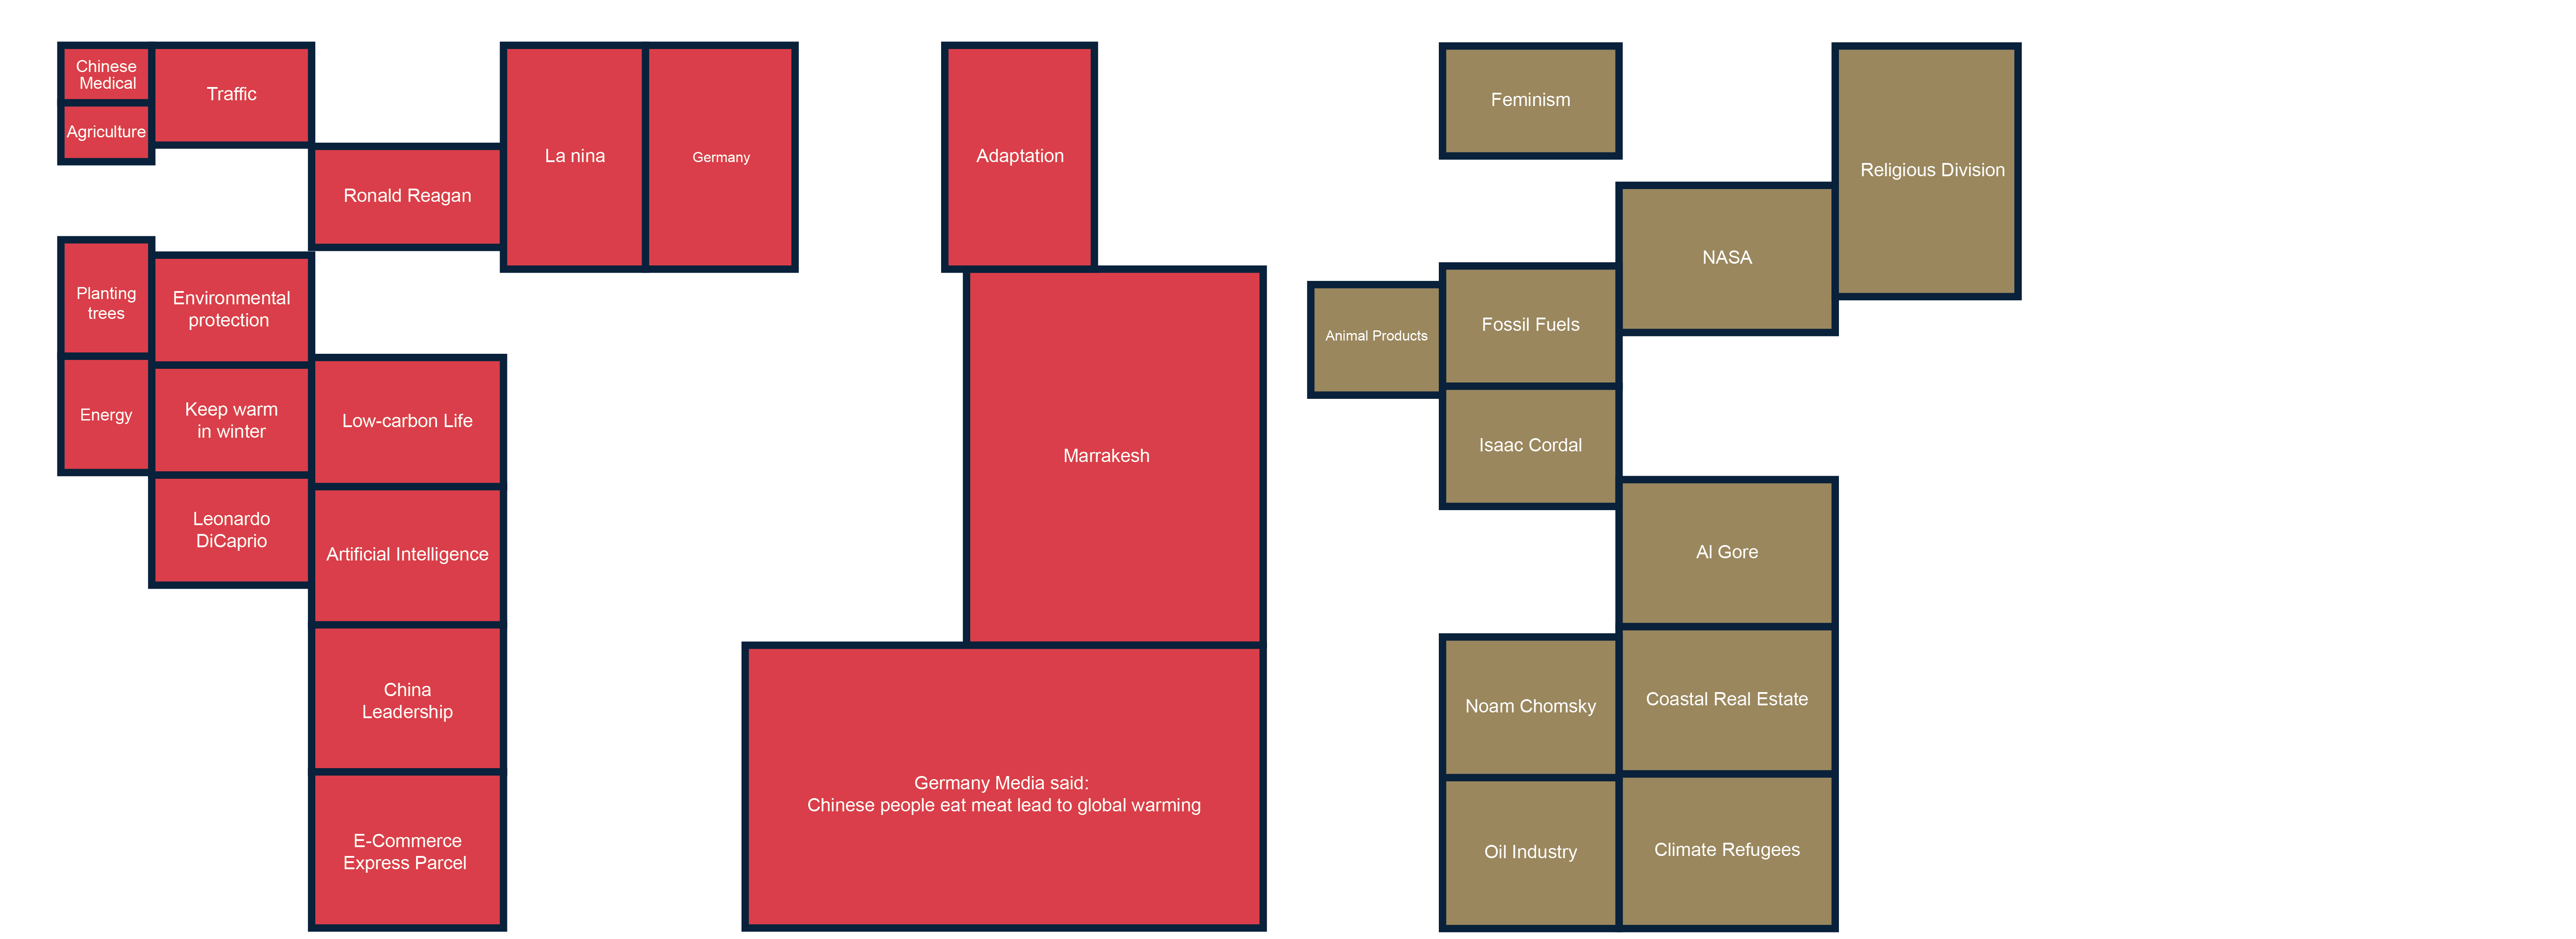 Chinese
Medical
Agriculture
Traffic
Ronald Reagan
La nina
Germany
Planting
trees
Energy
Environmental
protection
Keep warm
in winter
Leonardo
DiCaprio
Low-carbon Life
Artificial Intelligence
China
Leadership
E-Commerce
Express Parcel
Adaptation
Marrakesh
Germany Media said:
Chinese people eat meat lead to global warming
Feminism
Religious Division
NASA
Animal Products
Fossil Fuels
Isaac Cordal
Al Gore
Noam Chomsky
Coastal Real Estate
Oil Industry
Climate Refugees